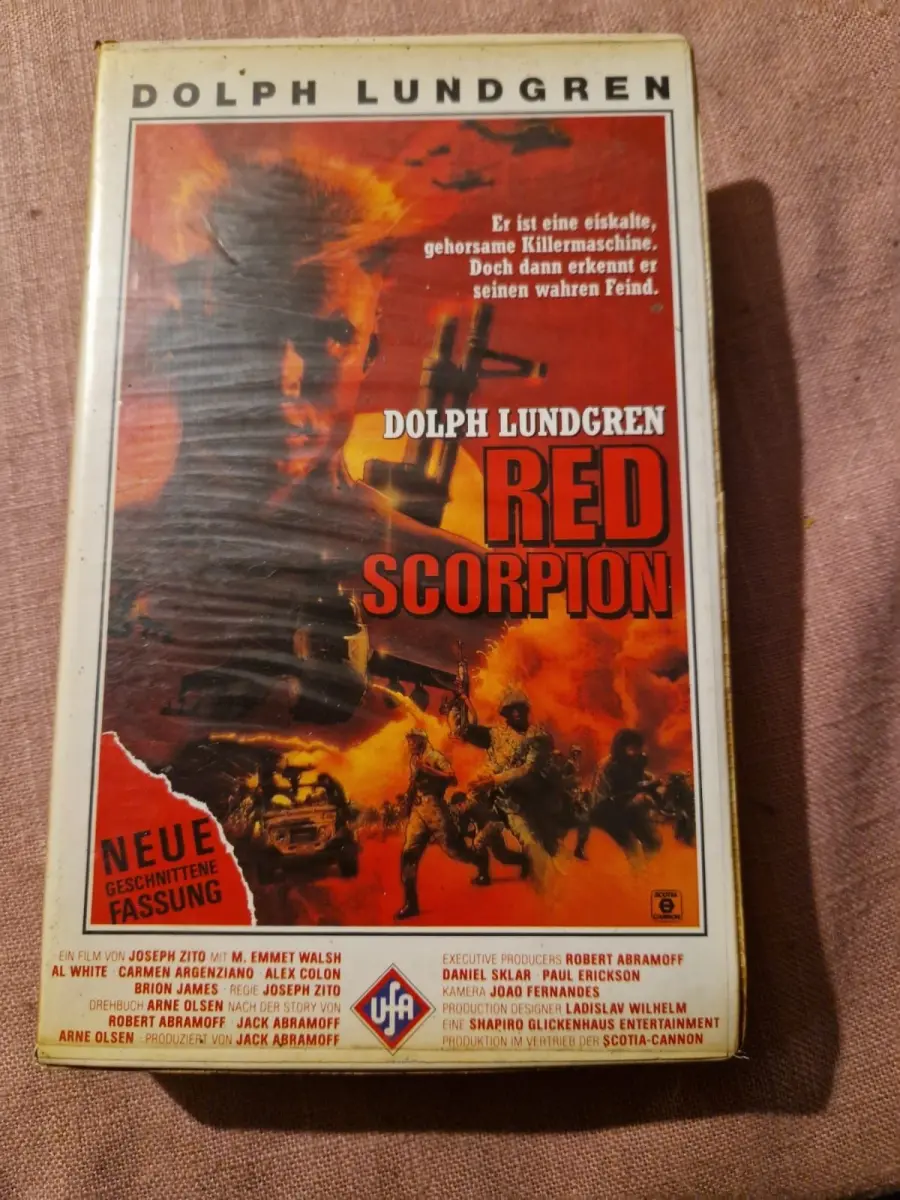 DOLPH LUNDGREN
Er ist eine eiskalte,
gehorsame Killermaschine.
Doch dann erkennt er
seinen wahren Feind.
DOLPH LUNDGREN
RED
SCORPION
NEUE
GESCHNITTENE
FASSUNG
SCOTIA
CANNON
EIN FILM VON JOSEPH ZITO MIT M. EMMET WALSH
AL WHITE · CARMEN ARGENZIANO · ALEX COLON
BRION JAMES · REGIE JOSEPH ZITO
DREHBUCH ARNE OLSEN NACH DER STORY VON
ROBERT ABRAMOFF · JACK ABRAMOFF
ARNE OLSEN · PRODUZIERT VON JACK ABRAMOFF
UFA
EXECUTIVE PRODUCERS ROBERT ABRAMOFF
DANIEL SKLAR · PAUL ERICKSON
KAMERA JOAO FERNANDES
PRODUCTION DESIGNER LADISLAV WILHELM
EINE SHAPIRO GLICKENHAUS ENTERTAINMENT
PRODUKTION IM VERTRIEB DER SCOTIA-CANNON